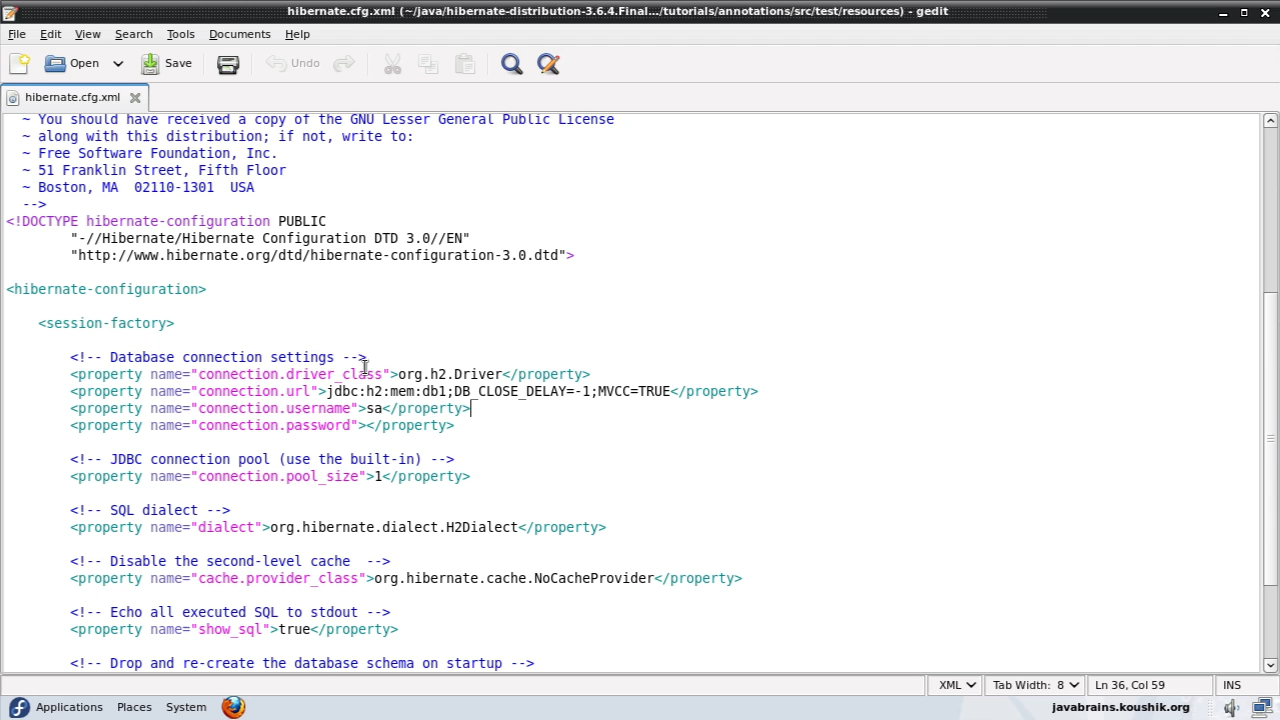 hibernate.cfg.xml (~/java/hibernate-distribution-3.6.4.Final.../tutorials/annotations/src/test/resources) - gedit
File Edit View Search Tools Documents Help
Open Save Undo
hibernate.cfg.xml
~ You should have received a copy of the GNU Lesser General Public License
~ along with this distribution; if not, write to:
~ Free Software Foundation, Inc.
~ 51 Franklin Street, Fifth Floor
~ Boston, MA  02110-1301  USA
-->
<!DOCTYPE hibernate-configuration PUBLIC
"-//Hibernate/Hibernate Configuration DTD 3.0//EN"
"http://www.hibernate.org/dtd/hibernate-configuration-3.0.dtd">
<hibernate-configuration>
<session-factory>
<!-- Database connection settings -->
<property name="connection.driver_class">org.h2.Driver</property>
<property name="connection.url">jdbc:h2:mem:db1;DB_CLOSE_DELAY=-1;MVCC=TRUE</property>
<property name="connection.username">sa</property>
<property name="connection.password"></property>
<!-- JDBC connection pool (use the built-in) -->
<property name="connection.pool_size">1</property>
<!-- SQL dialect -->
<property name="dialect">org.hibernate.dialect.H2Dialect</property>
<!-- Disable the second-level cache  -->
<property name="cache.provider_class">org.hibernate.cache.NoCacheProvider</property>
<!-- Echo all executed SQL to stdout -->
<property name="show_sql">true</property>
<!-- Drop and re-create the database schema on startup -->
XML Tab Width: 8 Ln 36, Col 59 INS
Applications Places System javabrains.koushik.org